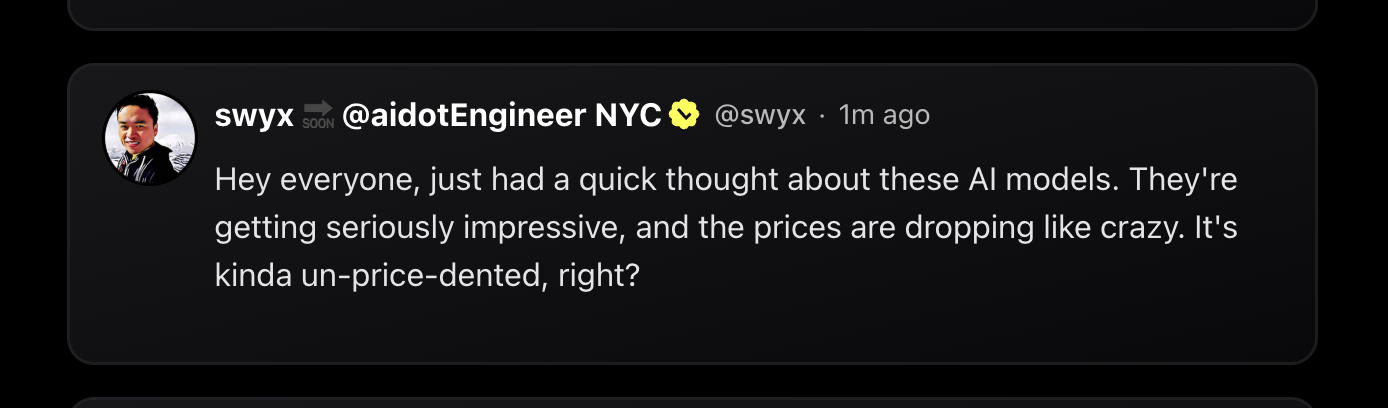 swyx 🔜 @aidotEngineer NYC @swyx · 1m ago
Hey everyone, just had a quick thought about these AI models. They're
getting seriously impressive, and the prices are dropping like crazy. It's
kinda un-price-dented, right?